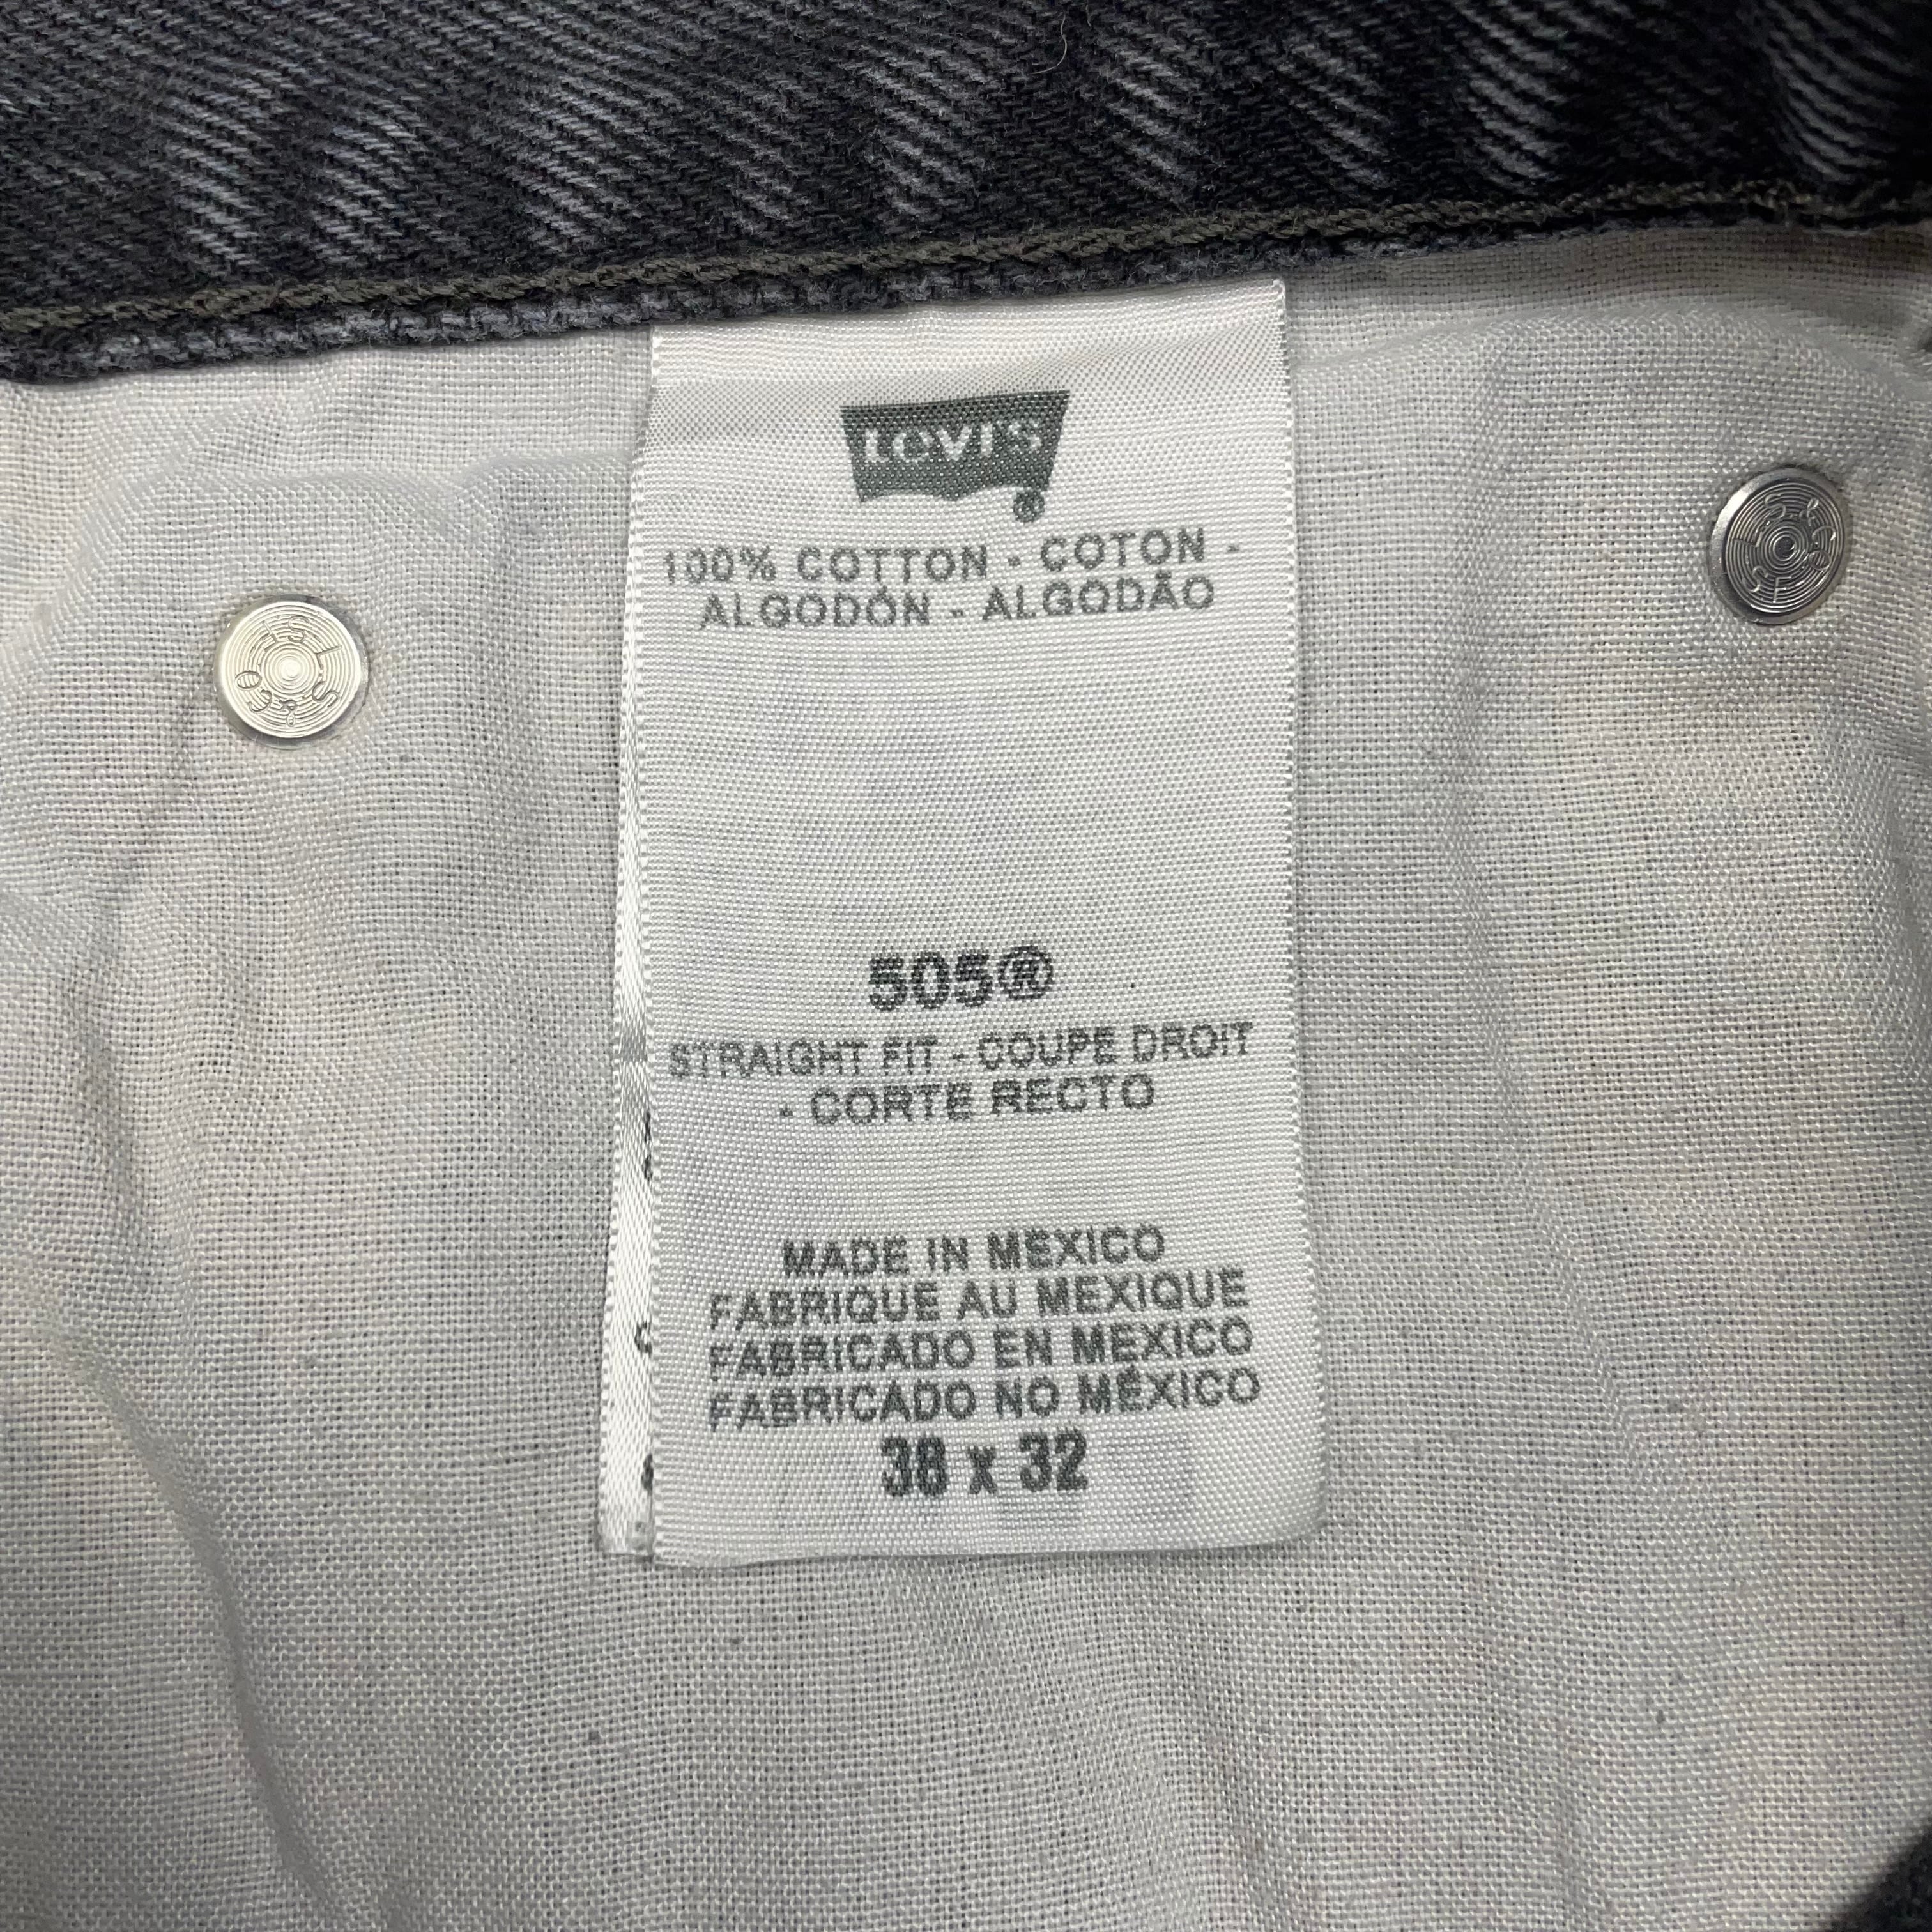 Levi's
®
100% COTTON - COTON -
ALGODÓN - ALGODÃO
505®
STRAIGHT FIT - COUPE DROIT
- CORTE RECTO
MADE IN MEXICO
FABRIQUE AU MEXIQUE
FABRICADO EN MEXICO
FABRICADO NO MÉXICO
38 x 32